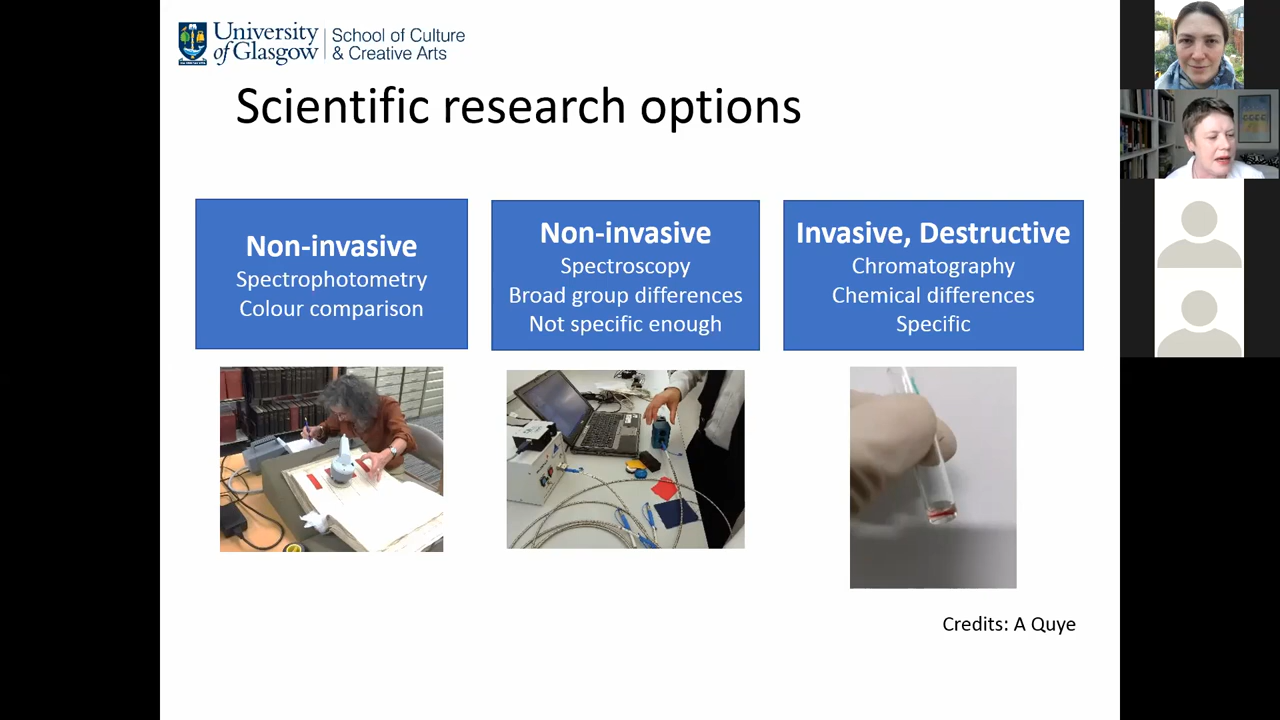 University
of Glasgow
School of Culture
& Creative Arts
Scientific research options
Non-invasive
Spectrophotometry
Colour comparison
Non-invasive
Spectroscopy
Broad group differences
Not specific enough
Invasive, Destructive
Chromatography
Chemical differences
Specific
Credits: A Quye